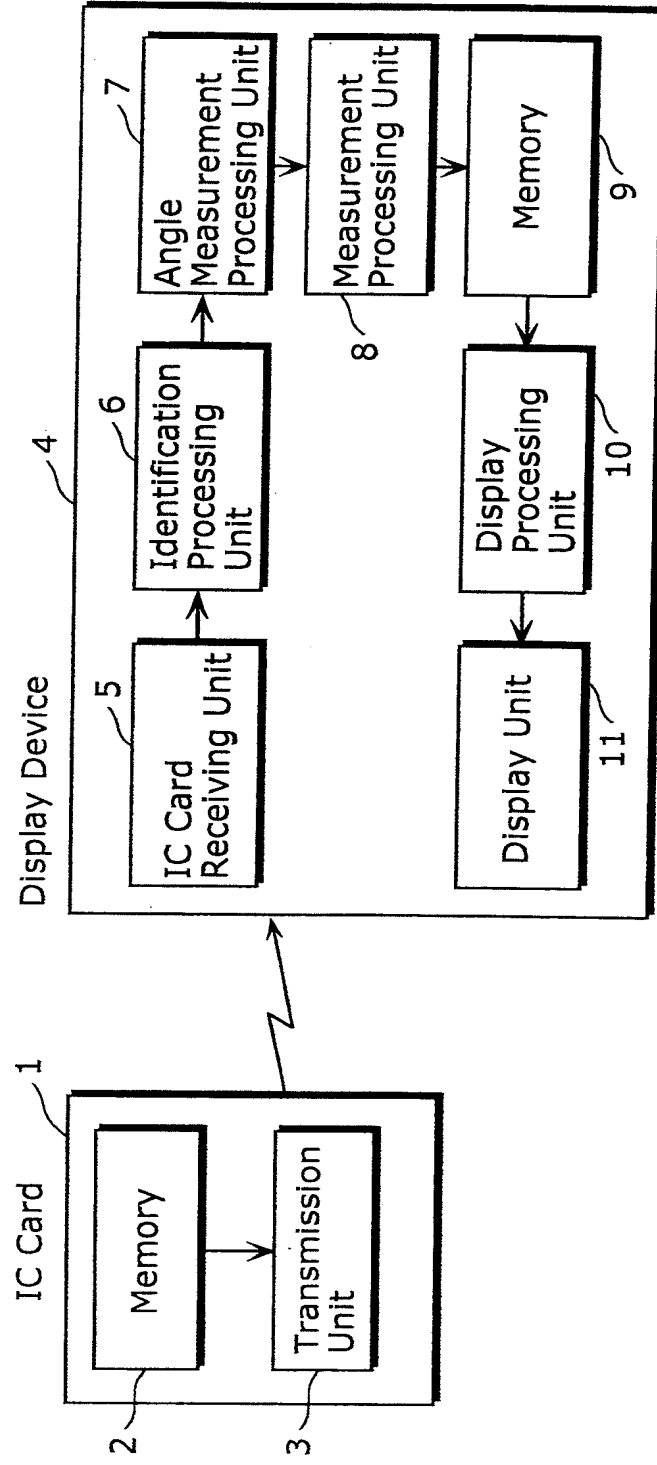 IC Card
1
Memory
2
Transmission
Unit
3
Display Device
4
5
IC Card
Receiving Unit
6
Identification
Processing
Unit
7
Angle
Measurement
Processing Unit
Measurement
Processing Unit
8
Memory
9
Display
Processing
Unit
10
Display Unit
11